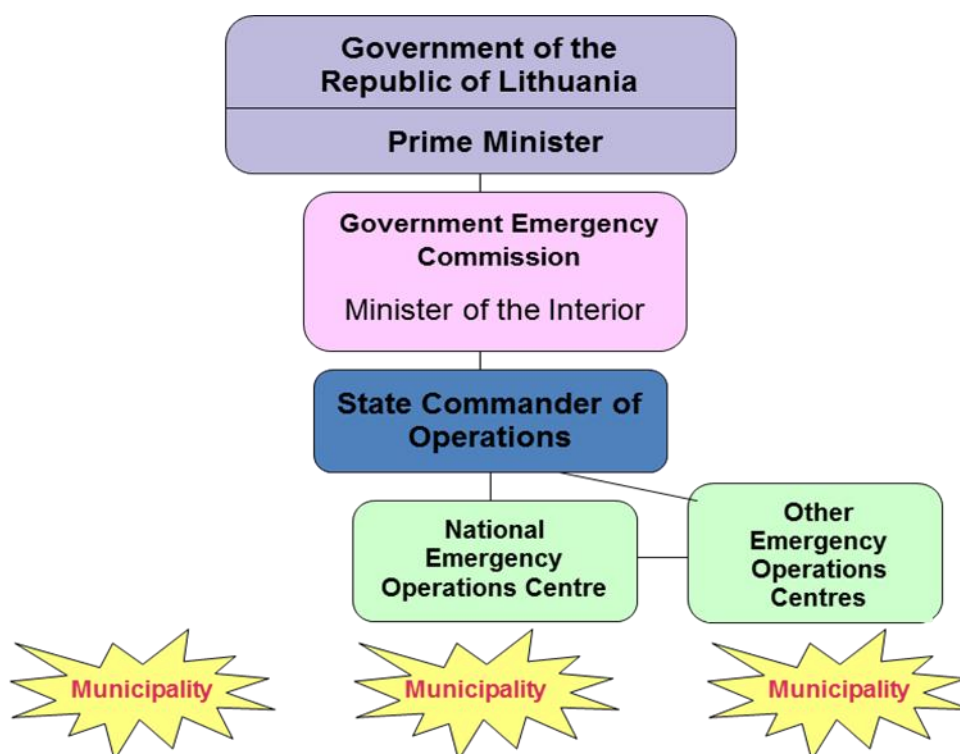 Government of the
Republic of Lithuania
Prime Minister
Government Emergency
Commission
Minister of the Interior
State Commander of
Operations
National
Emergency
Operations Centre
Other
Emergency
Operations
Centres
Municipality
Municipality
Municipality